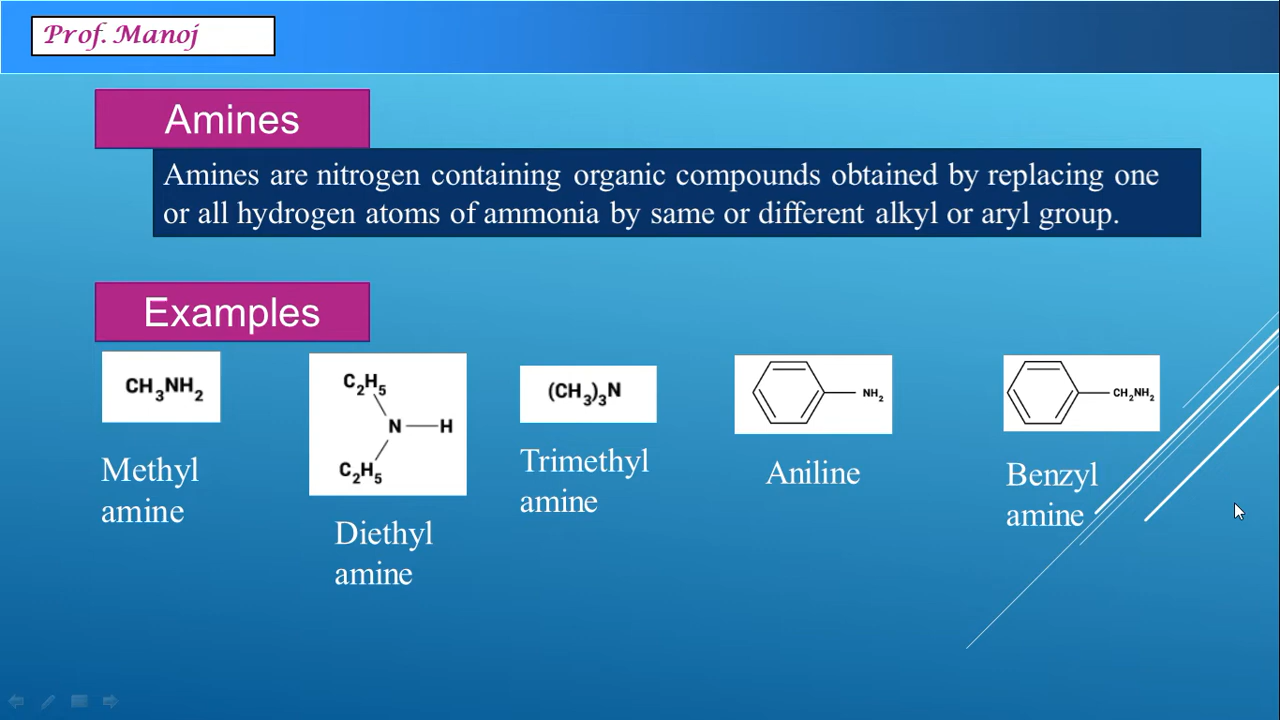 Prof. Manoj
Amines
Amines are nitrogen containing organic compounds obtained by replacing one
or all hydrogen atoms of ammonia by same or different alkyl or aryl group.
Examples
CH₃NH₂
Methyl
amine
C₂H₅
N H
C₂H₅
Diethyl
amine
(CH₃)₃N
Trimethyl
amine
NH₂
Aniline
CH₂NH₂
Benzyl
amine